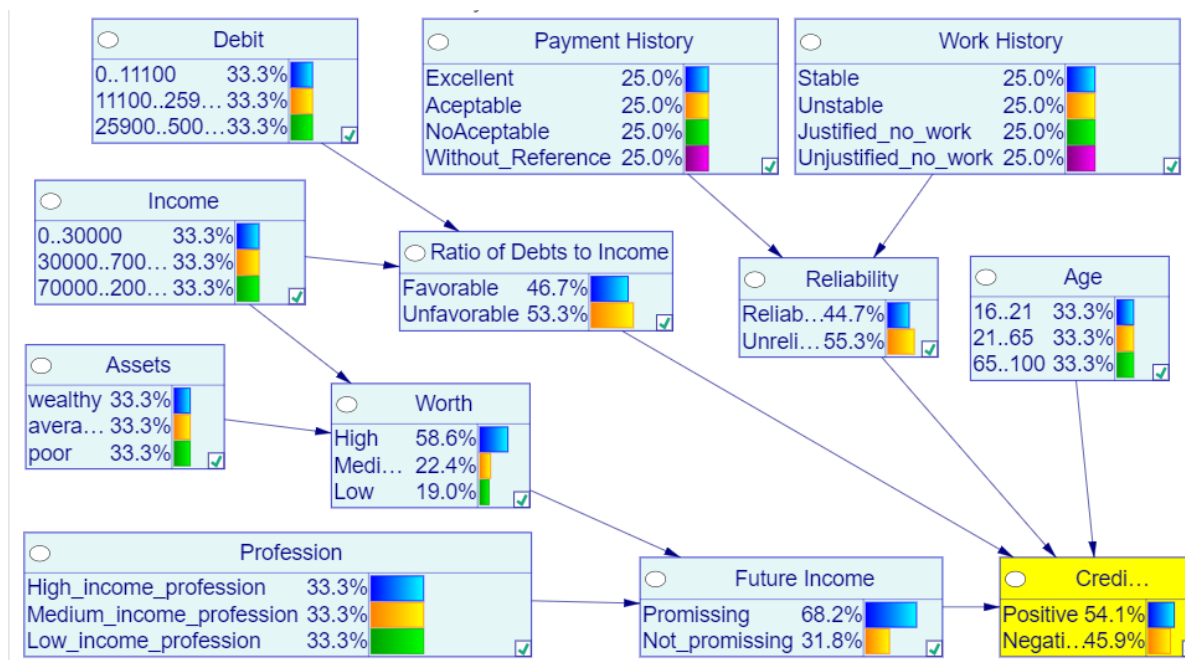 Debit
0..11100 33.3%
11100..259... 33.3%
25900..500... 33.3%
Payment History
Excellent 25.0%
Aceptable 25.0%
NoAceptable 25.0%
Without_Reference 25.0%
Work History
Stable 25.0%
Unstable 25.0%
Justified_no_work 25.0%
Unjustified_no_work 25.0%
Income
0..30000 33.3%
30000..700... 33.3%
70000..200... 33.3%
Ratio of Debts to Income
Favorable 46.7%
Unfavorable 53.3%
Reliability
Reliab...44.7%
Unreli...55.3%
Age
16..21 33.3%
21..65 33.3%
65..100 33.3%
Assets
wealthy 33.3%
avera... 33.3%
poor 33.3%
Worth
High 58.6%
Medi... 22.4%
Low 19.0%
Profession
High_income_profession 33.3%
Medium_income_profession 33.3%
Low_income_profession 33.3%
Future Income
Promissing 68.2%
Not_promissing 31.8%
Credi...
Positive 54.1%
Negati...45.9%